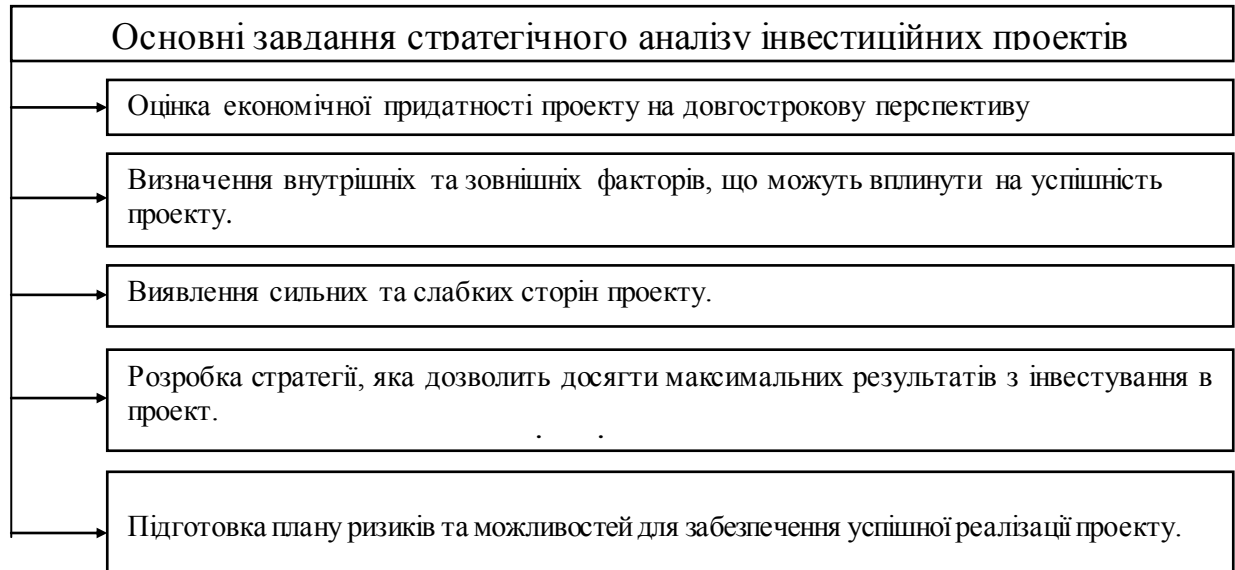 Основні завдання стратегічного аналізу інвестиційних проектів
Оцінка економічної придатності проекту на довгострокову перспективу
Визначення внутрішніх та зовнішніх факторів, що можуть вплинути на успішність
проекту.
Виявлення сильних та слабких сторін проекту.
Розробка стратегії, яка дозволить досягти максимальних результатів з інвестування в
проект.
. .
Підготовка плану ризиків та можливостей для забезпечення успішної реалізації проекту.